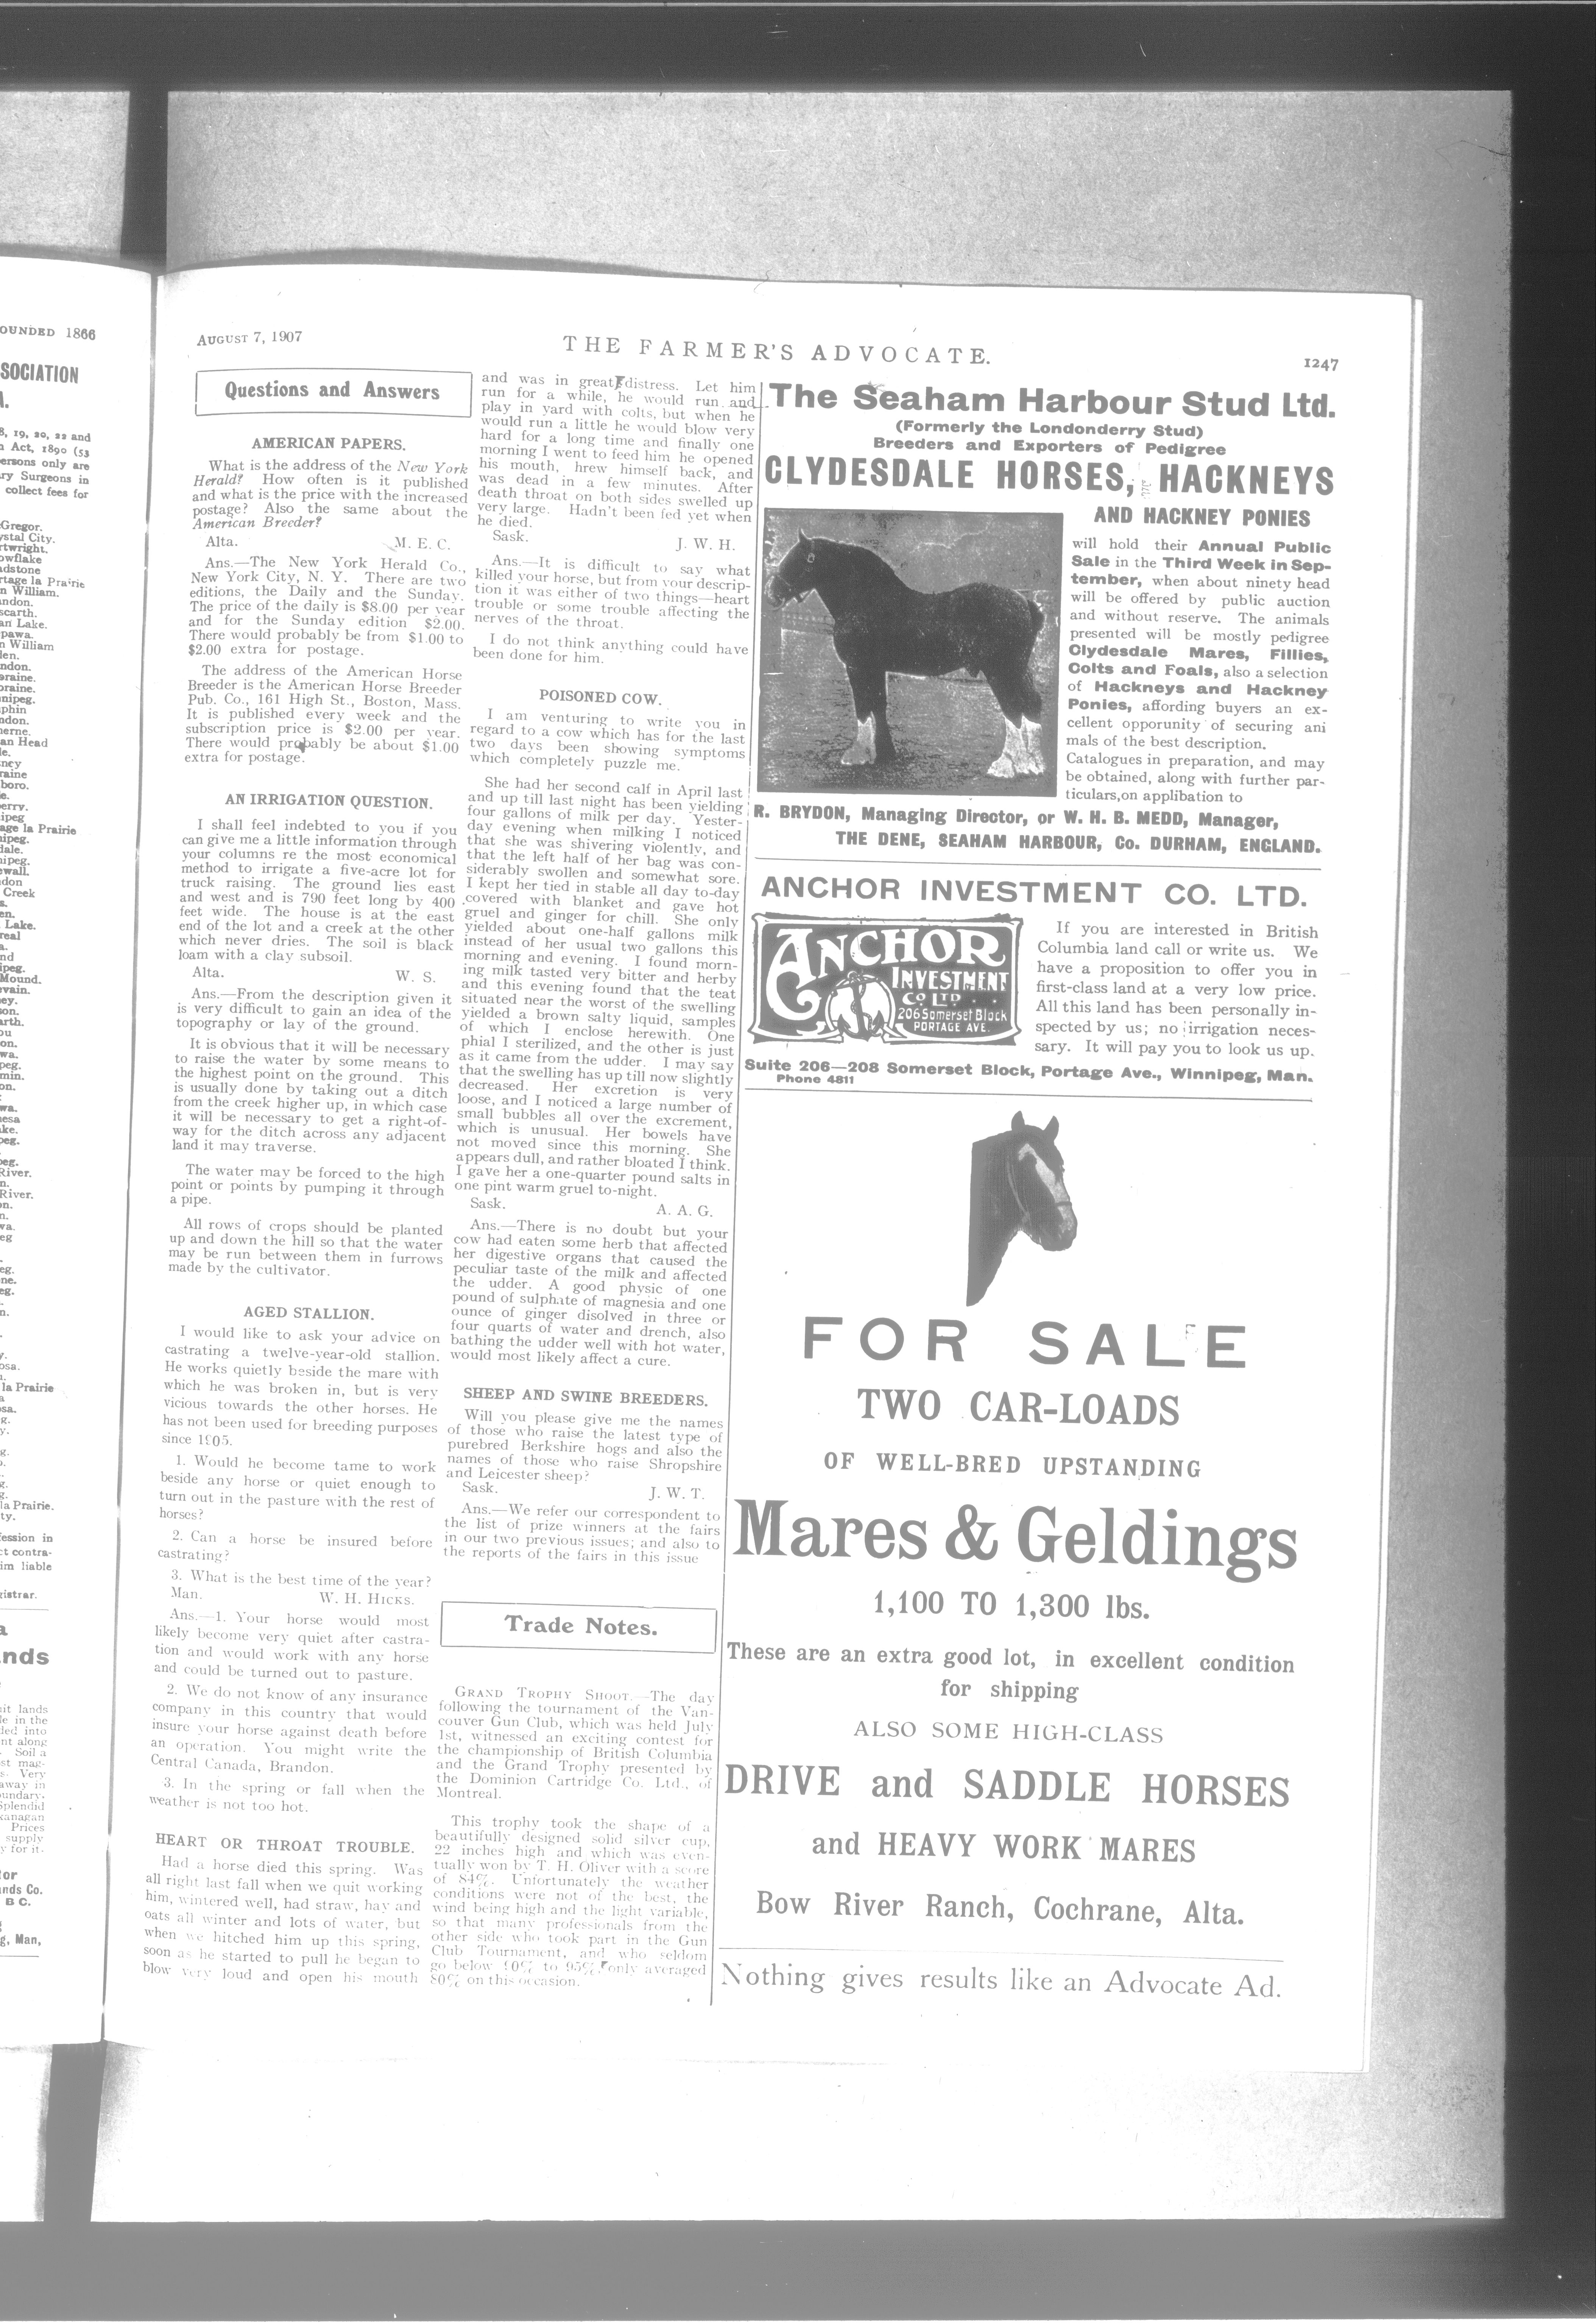 OUNDED 1866
SOCIATION
8, 19, 20, 22 and
n Act, 1890 (53
ersons only are
ry Surgeons in
collect fees for
Gregor.
ystal City.
rtwright.
owflake
adstone
rtage la Prairie
n William.
ndon.
scarth.
an Lake.
pawa.
n William
len.
ndon.
oraine.
nipeg.
phin
ndon.
an Head
raine
boro.
age la Prairie
Creek
Lake.
Mound.
River.
River.
la Prairie
la Prairie.
fession in
ct contra-
im liable
gistrar.
nds
AUGUST 7, 1907
THE FARMER'S ADVOCATE.
1247
Questions and Answers
AMERICAN PAPERS.
What is the address of the New York
Herald? How often is it published
and what is the price with the increased
postage? Also the same about the
American Breeder?
Alta. M. E. C.
Ans.—The New York Herald Co.,
New York City, N. Y. There are two
editions, the Daily and the Sunday.
The price of the daily is $8.00 per year
and for the Sunday edition $2.00.
There would probably be from $1.00 to
$2.00 extra for postage.
The address of the American Horse
Breeder is the American Horse Breeder
Pub. Co., 161 High St., Boston, Mass.
It is published every week and the
subscription price is $2.00 per year.
There would probably be about $1.00
extra for postage.
AN IRRIGATION QUESTION.
I shall feel indebted to you if you
can give me a little information through
your columns re the most economical
method to irrigate a five-acre lot for
truck raising. The ground lies east
and west and is 790 feet long by 400
feet wide. The house is at the east
end of the lot and a creek at the other
which never dries. The soil is black
loam with a clay subsoil.
Alta. W. S.
Ans.—From the description given it
is very difficult to gain an idea of the
topography or lay of the ground.
It is obvious that it will be necessary
to raise the water by some means to
the highest point on the ground. This
is usually done by taking out a ditch
from the creek higher up, in which case
it will be necessary to get a right-of-
way for the ditch across any adjacent
land it may traverse.
The water may be forced to the high
point or points by pumping it through
a pipe.
All rows of crops should be planted
up and down the hill so that the water
may be run between them in furrows
made by the cultivator.
AGED STALLION.
I would like to ask your advice on
castrating a twelve-year-old stallion.
He works quietly beside the mare with
which he was broken in, but is very
vicious towards the other horses. He
has not been used for breeding purposes
since 1905.
1. Would he become tame to work
beside any horse or quiet enough to
turn out in the pasture with the rest of
horses?
2. Can a horse be insured before
castrating?
3. What is the best time of the year?
Man. W. H. HICKS.
Ans.—1. Your horse would most
likely become very quiet after castra-
tion and would work with any horse
and could be turned out to pasture.
2. We do not know of any insurance
company in this country that would
insure your horse against death before
an operation. You might write the
Central Canada, Brandon.
3. In the spring or fall when the
weather is not too hot.
HEART OR THROAT TROUBLE.
Had a horse died this spring. Was
all right last fall when we quit working
him, wintered well, had straw, hay and
oats all winter and lots of water, but
when we hitched him up this spring,
soon as he started to pull he began to
blow very loud and open his mouth
and was in great distress. Let him
run for a while, he would run and
play in yard with colts, but when he
would run a little he would blow very
hard for a long time and finally one
morning I went to feed him he opened
his mouth, hrew himself back, and
was dead in a few minutes. After
death throat on both sides swelled up
very large. Hadn't been fed yet when
he died.
Sask. J. W. H.
Ans.—It is difficult to say what
killed your horse, but from your descrip-
tion it was either of two things—heart
trouble or some trouble affecting the
nerves of the throat.
I do not think anything could have
been done for him.
POISONED COW.
I am venturing to write you in
regard to a cow which has for the last
two days been showing symptoms
which completely puzzle me.
She had her second calf in April last
and up till last night has been yielding
four gallons of milk per day. Yester-
day evening when milking I noticed
that she was shivering violently, and
that the left half of her bag was con-
siderably swollen and somewhat sore.
I kept her tied in stable all day to-day
covered with blanket and gave hot
gruel and ginger for chill. She only
yielded about one-half gallons milk
instead of her usual two gallons this
morning and evening. I found morn-
ing milk tasted very bitter and herby
and this evening found that the teat
situated near the worst of the swelling
yielded a brown salty liquid, samples
of which I enclose herewith. One
phial I sterilized, and the other is just
as it came from the udder. I may say
that the swelling has up till now slightly
decreased. Her excretion is very
loose, and I noticed a large number of
small bubbles all over the excrement,
which is unusual. Her bowels have
not moved since this morning. She
appears dull, and rather bloated I think.
I gave her a one-quarter pound salts in
one pint warm gruel to-night.
Sask. A. A. G.
Ans.—There is no doubt but your
cow had eaten some herb that affected
her digestive organs that caused the
peculiar taste of the milk and affected
the udder. A good physic of one
pound of sulphate of magnesia and one
ounce of ginger disolved in three or
four quarts of water and drench, also
bathing the udder well with hot water,
would most likely affect a cure.
SHEEP AND SWINE BREEDERS.
Will you please give me the names
of those who raise the latest type of
purebred Berkshire hogs and also the
names of those who raise Shropshire
and Leicester sheep?
Sask. J. W. T.
Ans.—We refer our correspondent to
the list of prize winners at the fairs
in our two previous issues; and also to
the reports of the fairs in this issue
Trade Notes.
GRAND TROPHY SHOOT.—The day
following the tournament of the Van-
couver Gun Club, which was held July
1st, witnessed an exciting contest for
the championship of British Columbia
and the Grand Trophy presented by
the Dominion Cartridge Co. Ltd., of
Montreal.
This trophy took the shape of a
beautifully designed solid silver cup,
22 inches high and which was even-
tually won by T. H. Oliver with a score
of 84%. Unfortunately the weather
conditions were not of the best, the
wind being high and the light variable,
so that many professionals from the
other side who took part in the Gun
Club Tournament, and who seldom
go below 90% to 95% only averaged
80% on this occasion.
The Seaham Harbour Stud Ltd.
(Formerly the Londonderry Stud)
Breeders and Exporters of Pedigree
CLYDESDALE HORSES, HACKNEYS
AND HACKNEY PONIES
will hold their Annual Public
Sale in the Third Week in Sep-
tember, when about ninety head
will be offered by public auction
and without reserve. The animals
presented will be mostly pedigree
Clydesdale Mares, Fillies,
Colts and Foals, also a selection
of Hackneys and Hackney
Ponies, affording buyers an ex-
cellent opporunity of securing ani
mals of the best description.
Catalogues in preparation, and may
be obtained, along with further par-
ticulars,on applibation to
R. BRYDON, Managing Director, or W. H. B. MEDD, Manager,
THE DENE, SEAHAM HARBOUR, Co. DURHAM, ENGLAND.
ANCHOR INVESTMENT CO. LTD.
ANCHOR
INVESTMENT
CO LTD
206 Somerset Block
PORTAGE AVE.
If you are interested in British
Columbia land call or write us. We
have a proposition to offer you in
first-class land at a very low price.
All this land has been personally in-
spected by us; no irrigation neces-
sary. It will pay you to look us up.
Suite 206—208 Somerset Block, Portage Ave., Winnipeg, Man.
Phone 4811
FOR SALE
TWO CAR-LOADS
OF WELL-BRED UPSTANDING
Mares & Geldings
1,100 TO 1,300 lbs.
These are an extra good lot, in excellent condition
for shipping
ALSO SOME HIGH-CLASS
DRIVE and SADDLE HORSES
and HEAVY WORK MARES
Bow River Ranch, Cochrane, Alta.
Nothing gives results like an Advocate Ad.